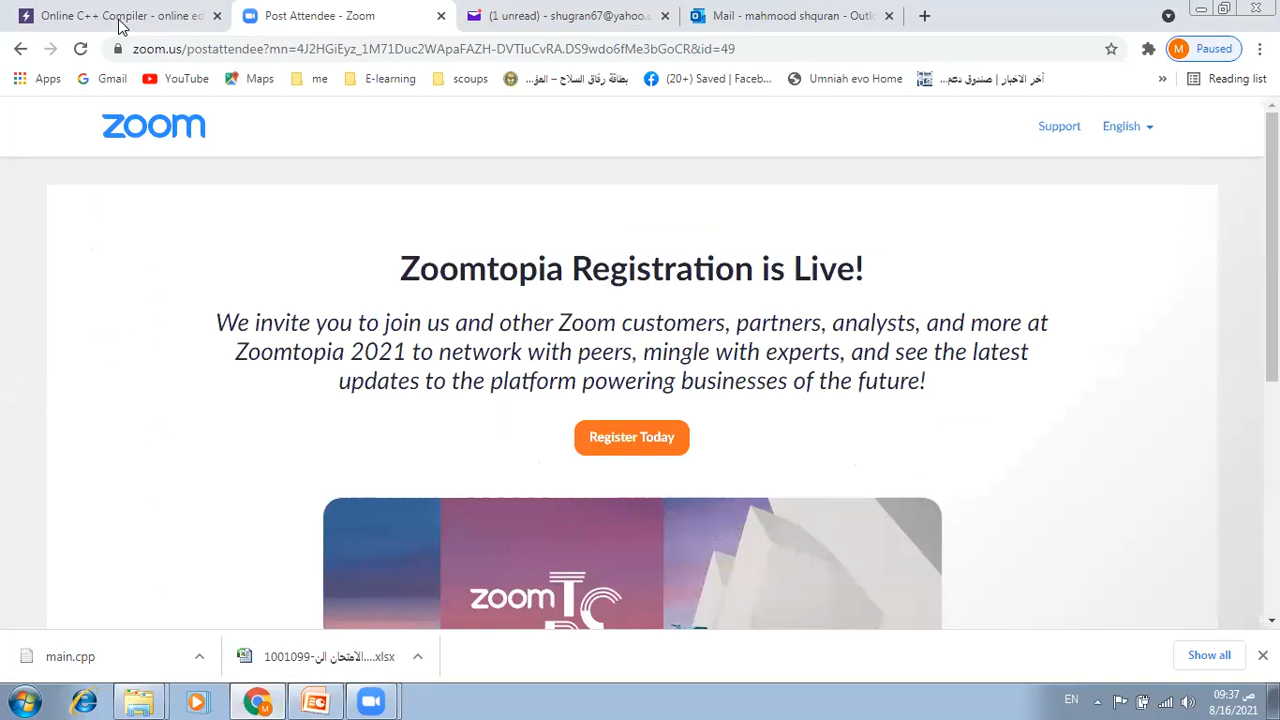 Online C++ Compiler - online ed
Post Attendee - Zoom
(1 unread) - shugran67@yahoo.
Mail - mahmood shquran - Outl
zoom.us/postattendee?mn=4J2HGiEyz_1M71Duc2WApaFAZH-DVTIuCvRA.DS9wdo6fMe3bGoCR&id=49
M Paused
Apps
Gmail
YouTube
Maps
me
E-learning
scoups
بطاقة رفاق السلاح – المؤ...
(20+) Saved | Faceb...
Umniah evo Home
آخر الاخبار | صندوق دعم...
»
Reading list
zoom
Support
English
Zoomtopia Registration is Live!
We invite you to join us and other Zoom customers, partners, analysts, and more at
Zoomtopia 2021 to network with peers, mingle with experts, and see the latest
updates to the platform powering businesses of the future!
Register Today
zoom
main.cpp
1001099-الامتحان الن....xlsx
Show all
EN
09:37 ص
8/16/2021